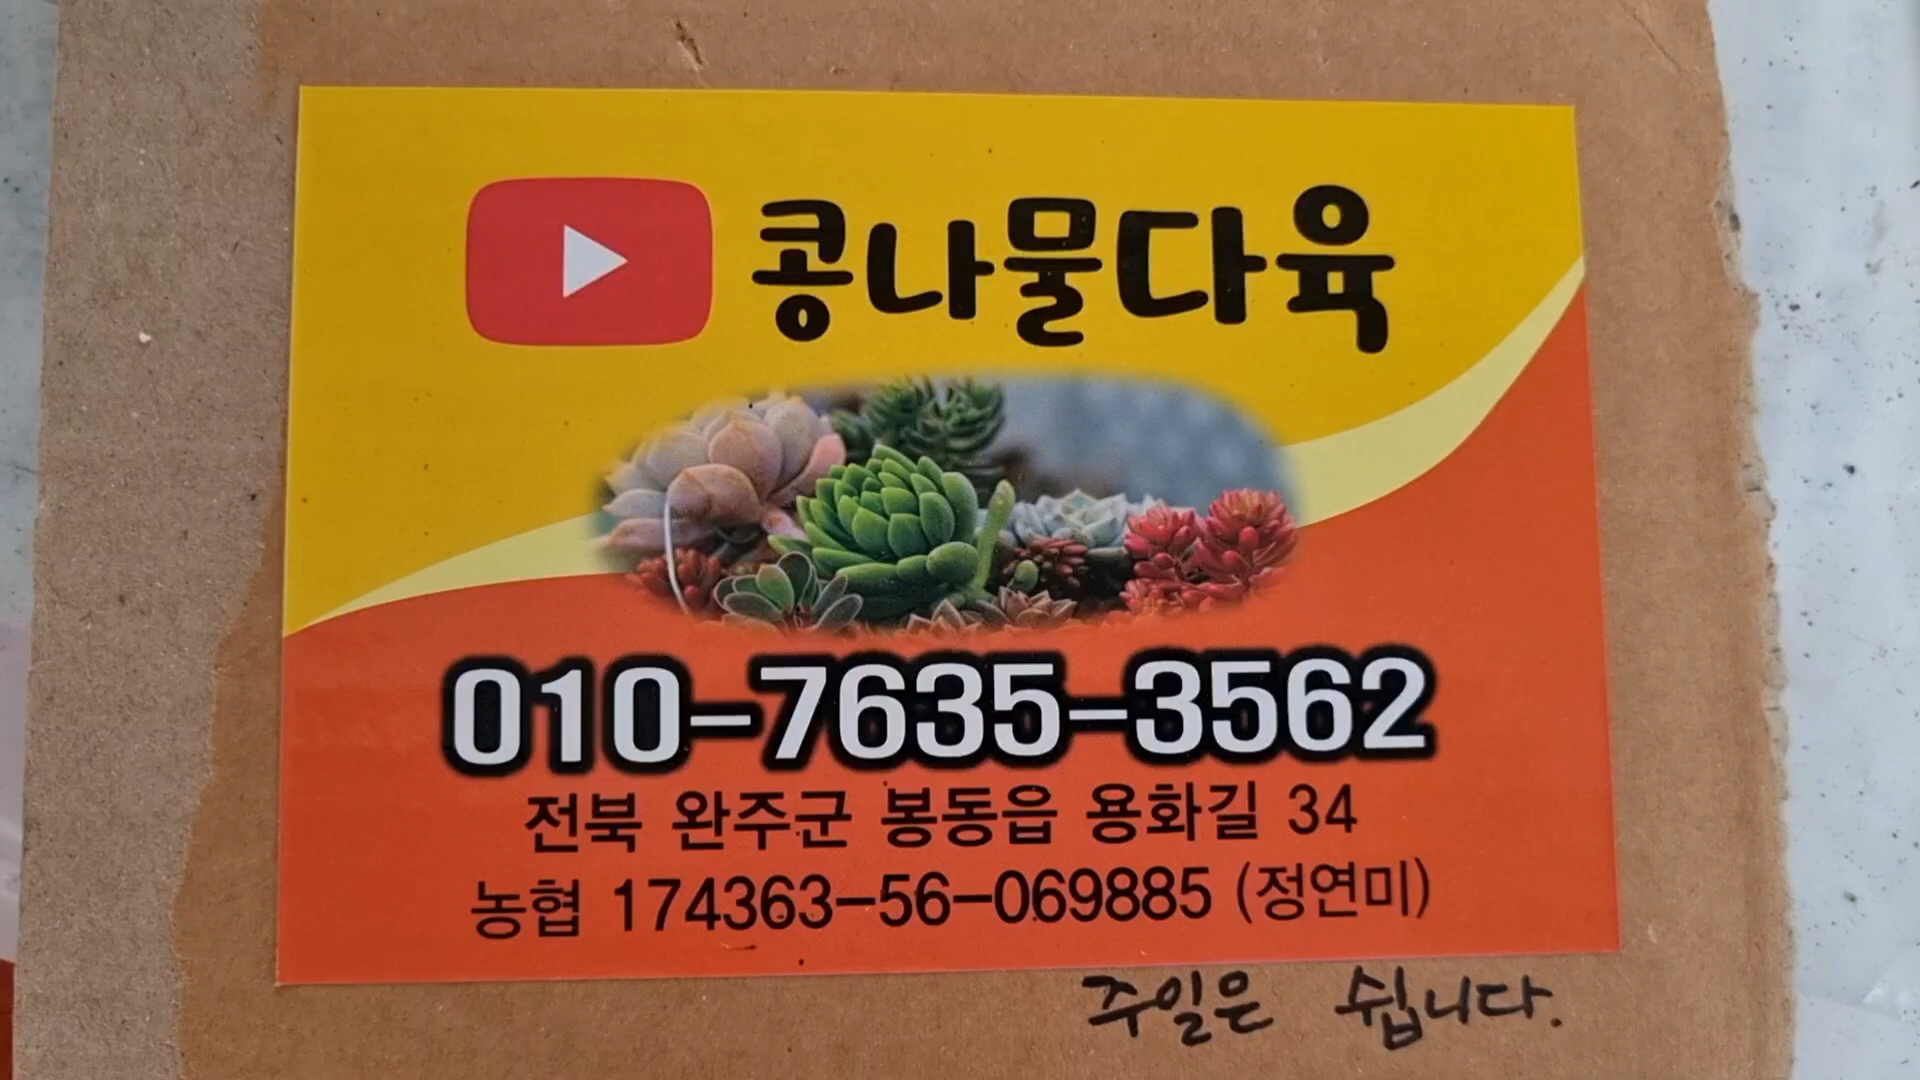 콩나물다육
010-7635-3562
전북 완주군 봉동읍 용화길 34
농협 174363-56-069885 (정연미)
주일은 쉽니다.